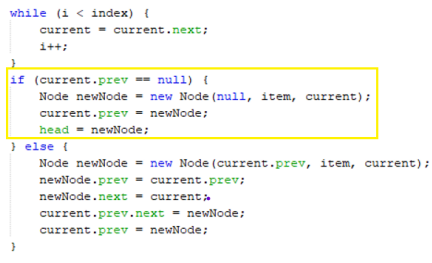 while (i < index) {
    current = current.next;
    i++;
}
if (current.prev == null) {
    Node newNode = new Node(null, item, current);
    current.prev = newNode;
    head = newNode;
} else {
    Node newNode = new Node(current.prev, item, current);
    newNode.prev = current.prev;
    newNode.next = current;
    current.prev.next = newNode;
    current.prev = newNode;
}